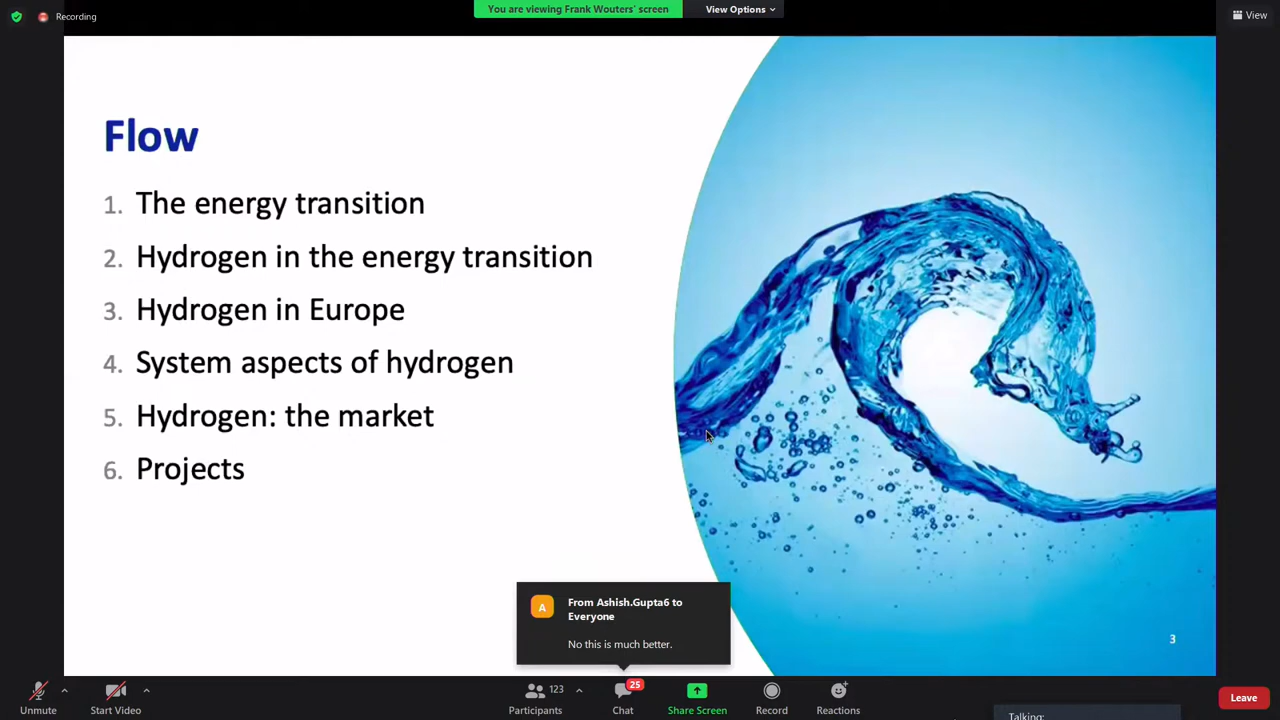 Recording
You are viewing Frank Wouters' screen
View Options
View
Flow
1. The energy transition
2. Hydrogen in the energy transition
3. Hydrogen in Europe
4. System aspects of hydrogen
5. Hydrogen: the market
6. Projects
A
From Ashish.Gupta6 to
Everyone
No this is much better.
3
Unmute
Start Video
123
Participants
25
Chat
Share Screen
Record
Reactions
Talking:
Leave